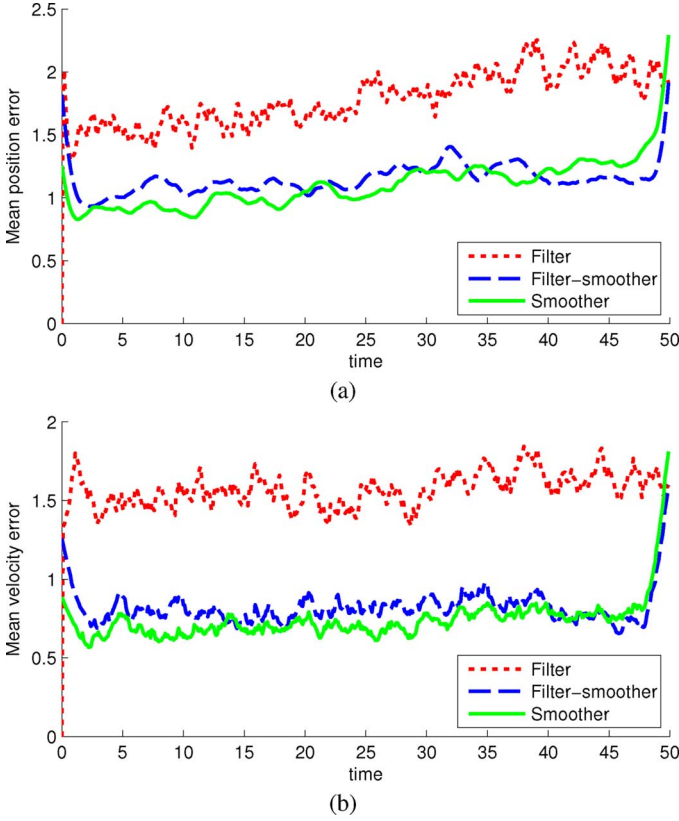 2.5
2
1.5
1
0.5
0
Mean position error
0 5 10 15 20 25 30 35 40 45 50
time
Filter
Filter−smoother
Smoother
(a)
2
1.5
1
0.5
0
Mean velocity error
0 5 10 15 20 25 30 35 40 45 50
time
Filter
Filter−smoother
Smoother
(b)